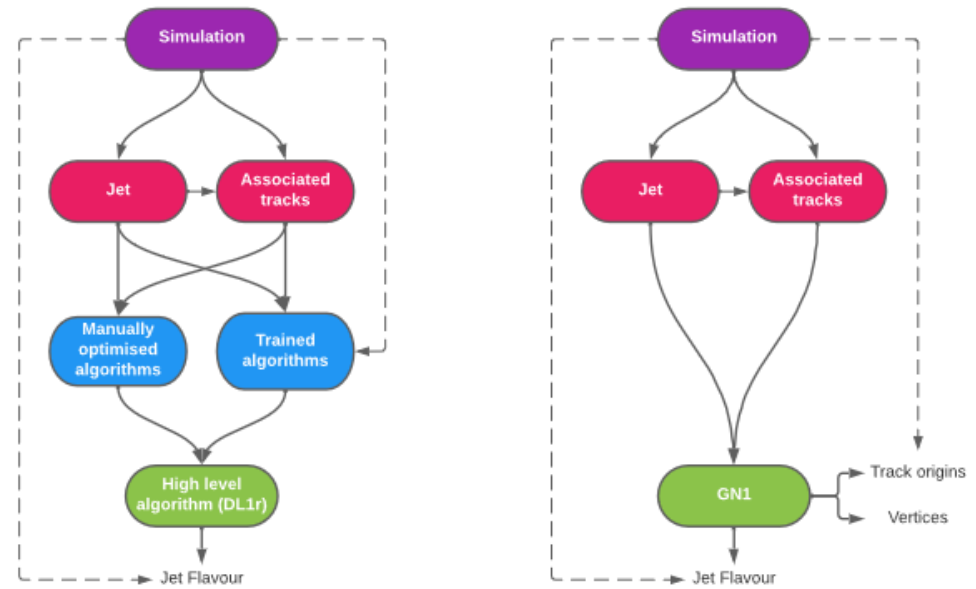 Simulation
Jet
Associated
tracks
Manually
optimised
algorithms
Trained
algorithms
High level
algorithm (DL1r)
Jet Flavour
Simulation
Jet
Associated
tracks
GN1
Track origins
Vertices
Jet Flavour